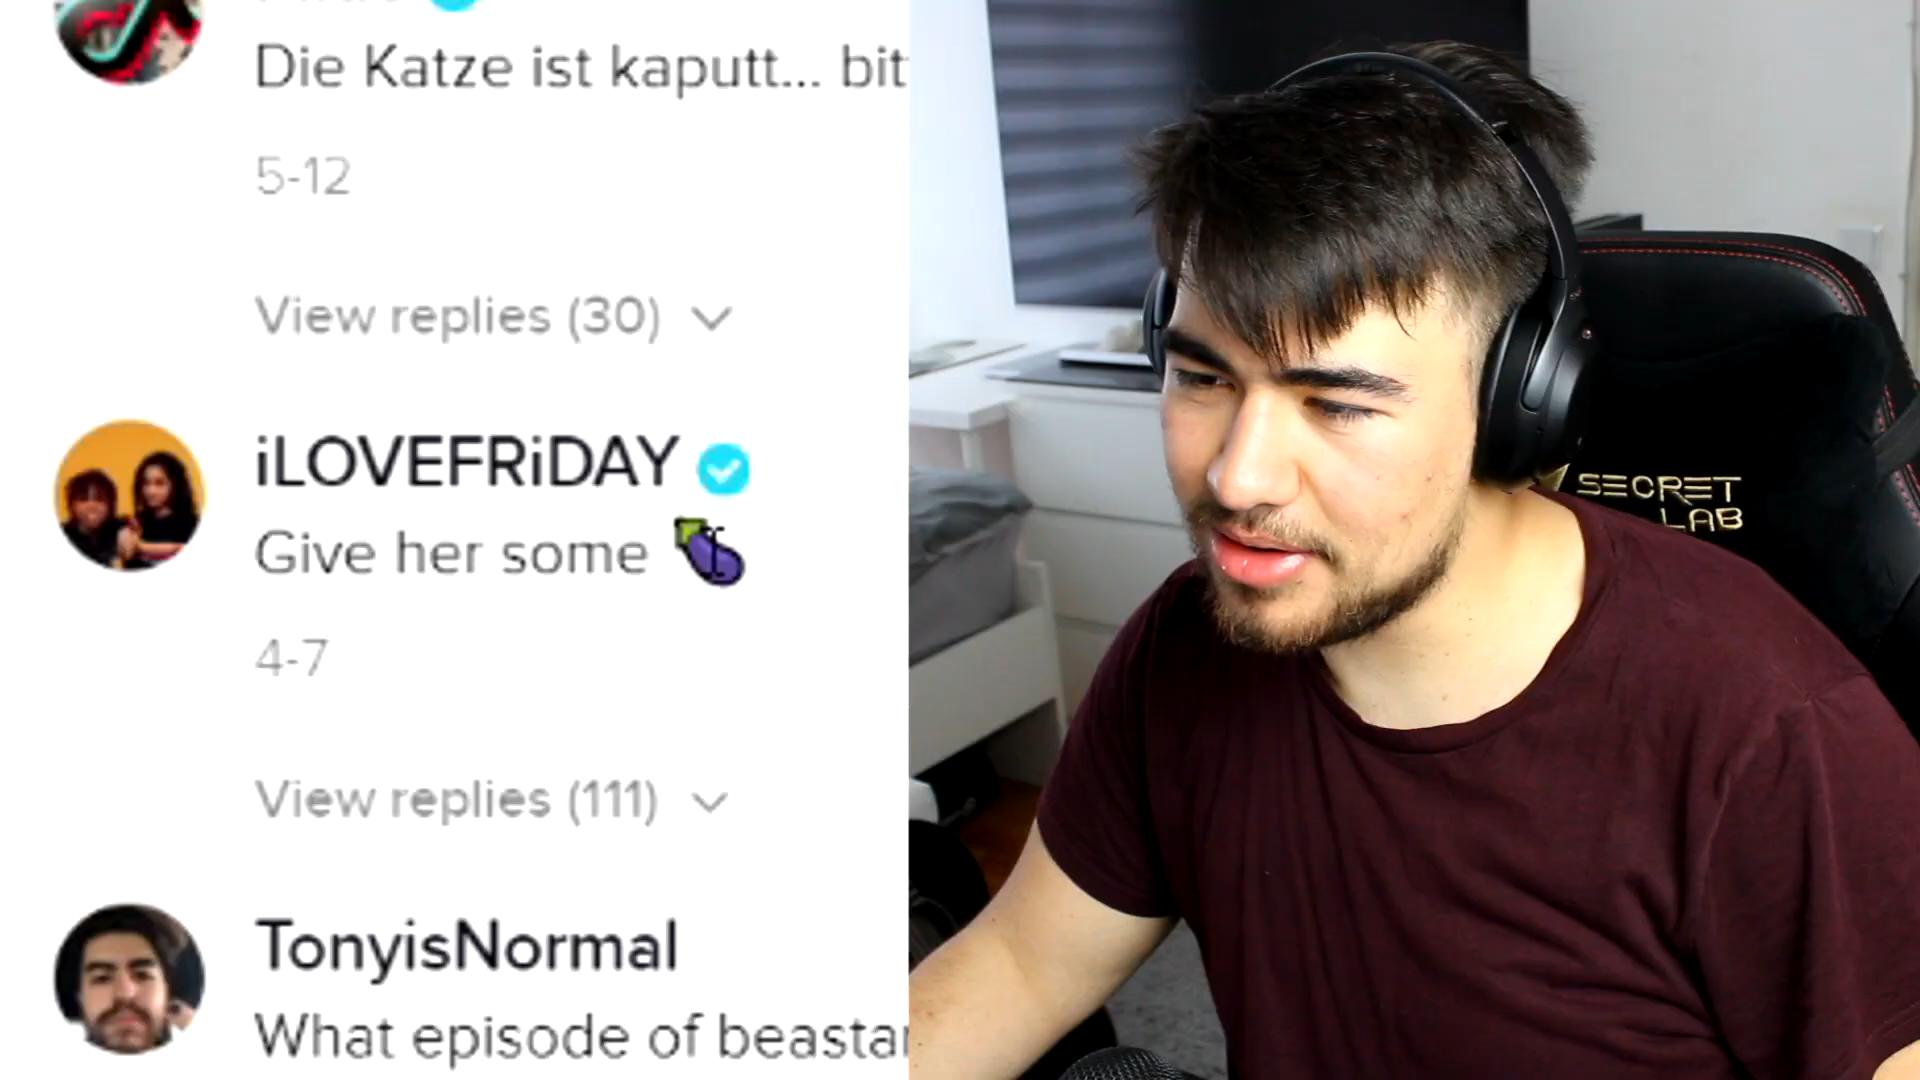 Die Katze ist kaputt... bit
5-12
View replies (30)
iLOVEFRiDAY
Give her some
4-7
View replies (111)
TonyisNormal
What episode of beastar
SECRET
LAB